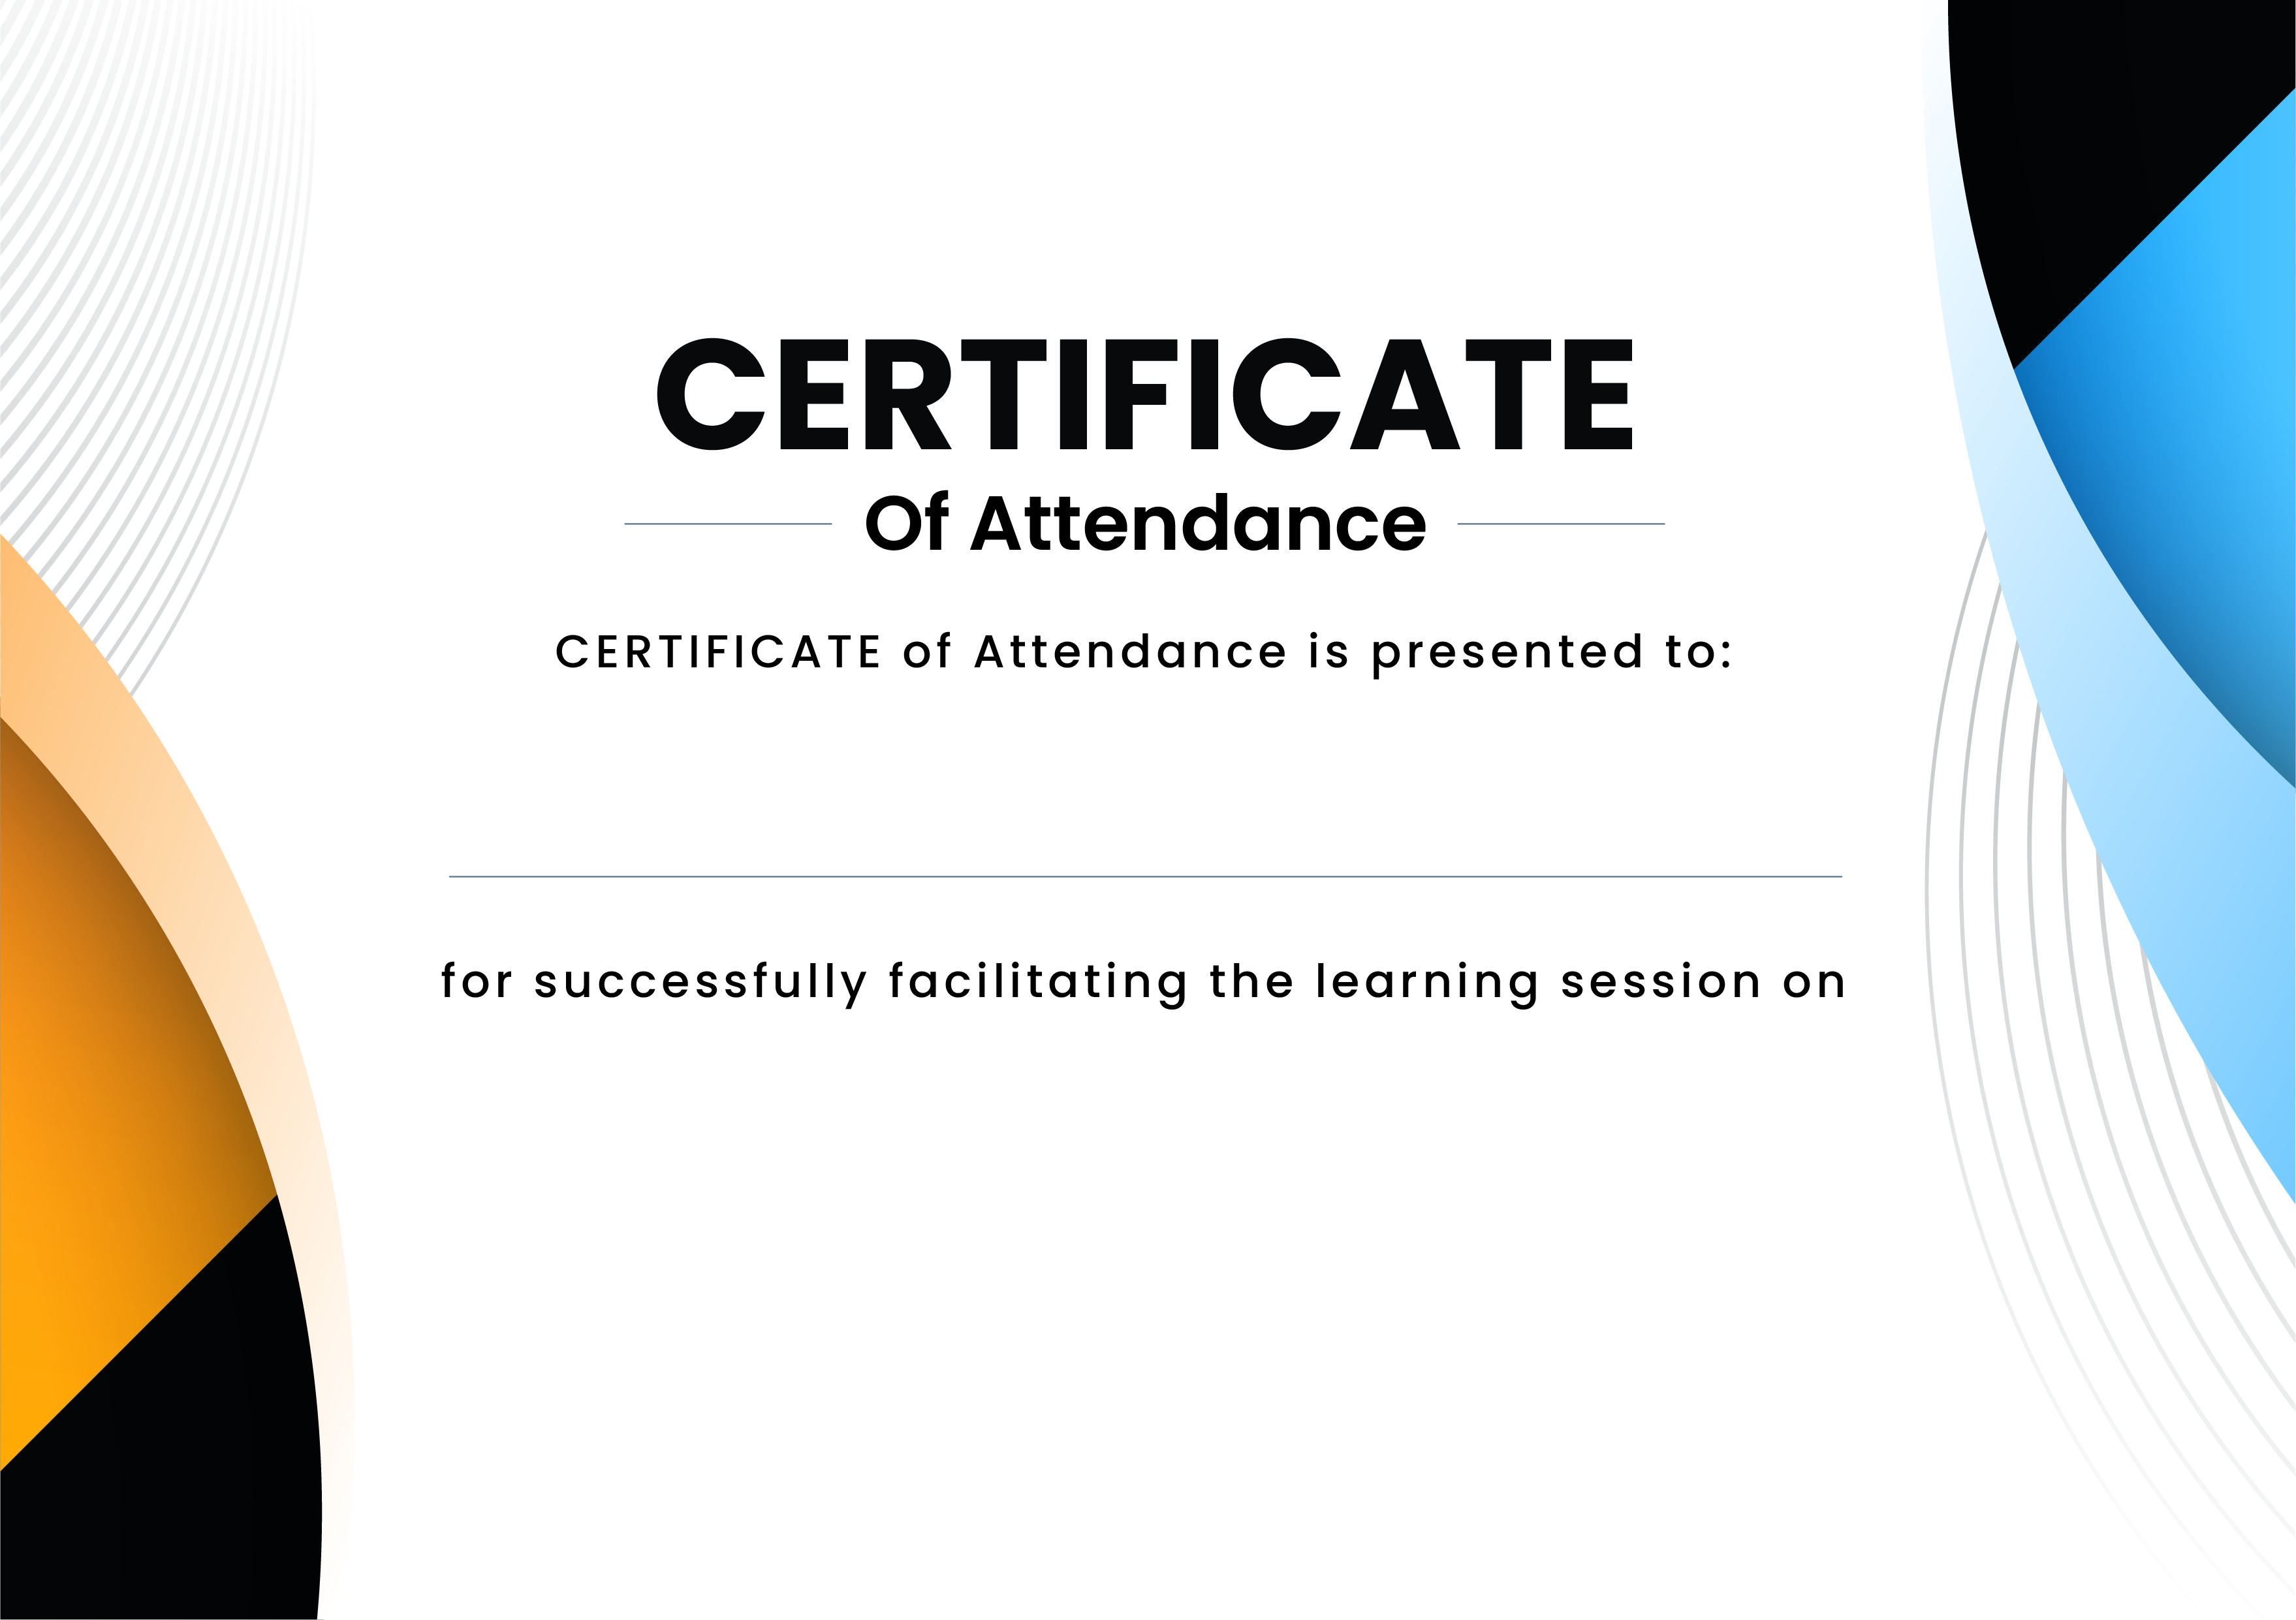 CERTIFICATE
Of Attendance
CERTIFICATE of Attendance is presented to:
for successfully facilitating the learning session on